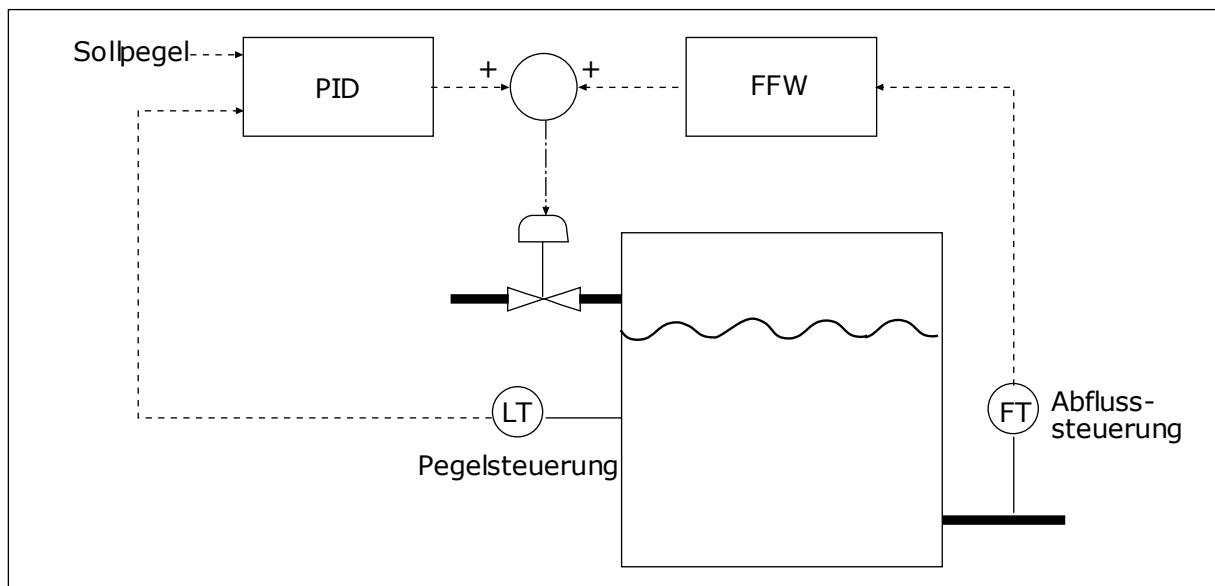 Sollpegel
PID
+
+
FFW
LT
Pegelsteuerung
FT
Abfluss-
steuerung